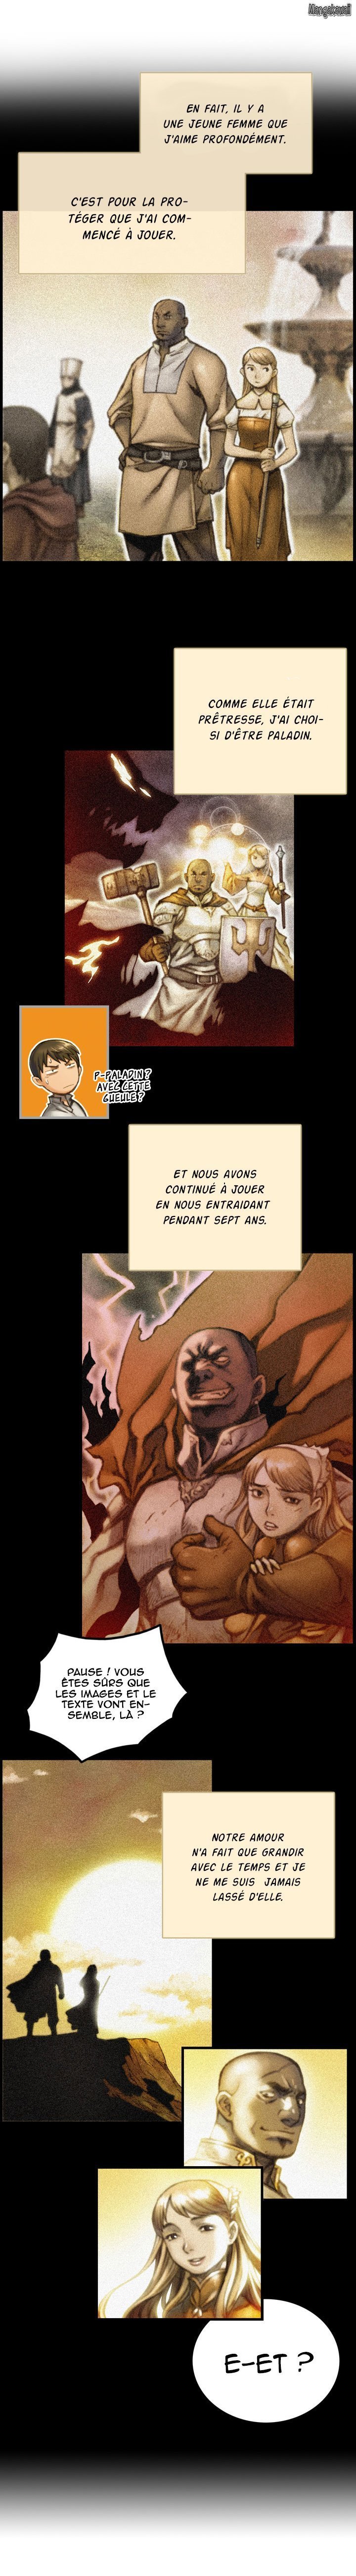 Mangakawaii
EN FAIT, IL Y A
UNE JEUNE FEMME QUE
J'AIME PROFONDÉMENT.
C'EST POUR LA PRO-
TÉGER QUE J'AI COM-
MENCÉ À JOUER.
COMME ELLE ÉTAIT
PRÊTRESSE, J'AI CHOI-
SI D'ÊTRE PALADIN.
P-PALADIN ?
AVEC CETTE
GUEULE ?
ET NOUS AVONS
CONTINUÉ À JOUER
EN NOUS ENTRAIDANT
PENDANT SEPT ANS.
PAUSE ! VOUS
ÊTES SÛRS QUE
LES IMAGES ET LE
TEXTE VONT EN-
SEMBLE, LÀ ?
NOTRE AMOUR
N'A FAIT QUE GRANDIR
AVEC LE TEMPS ET JE
NE ME SUIS JAMAIS
LASSÉ D'ELLE.
E-ET ?